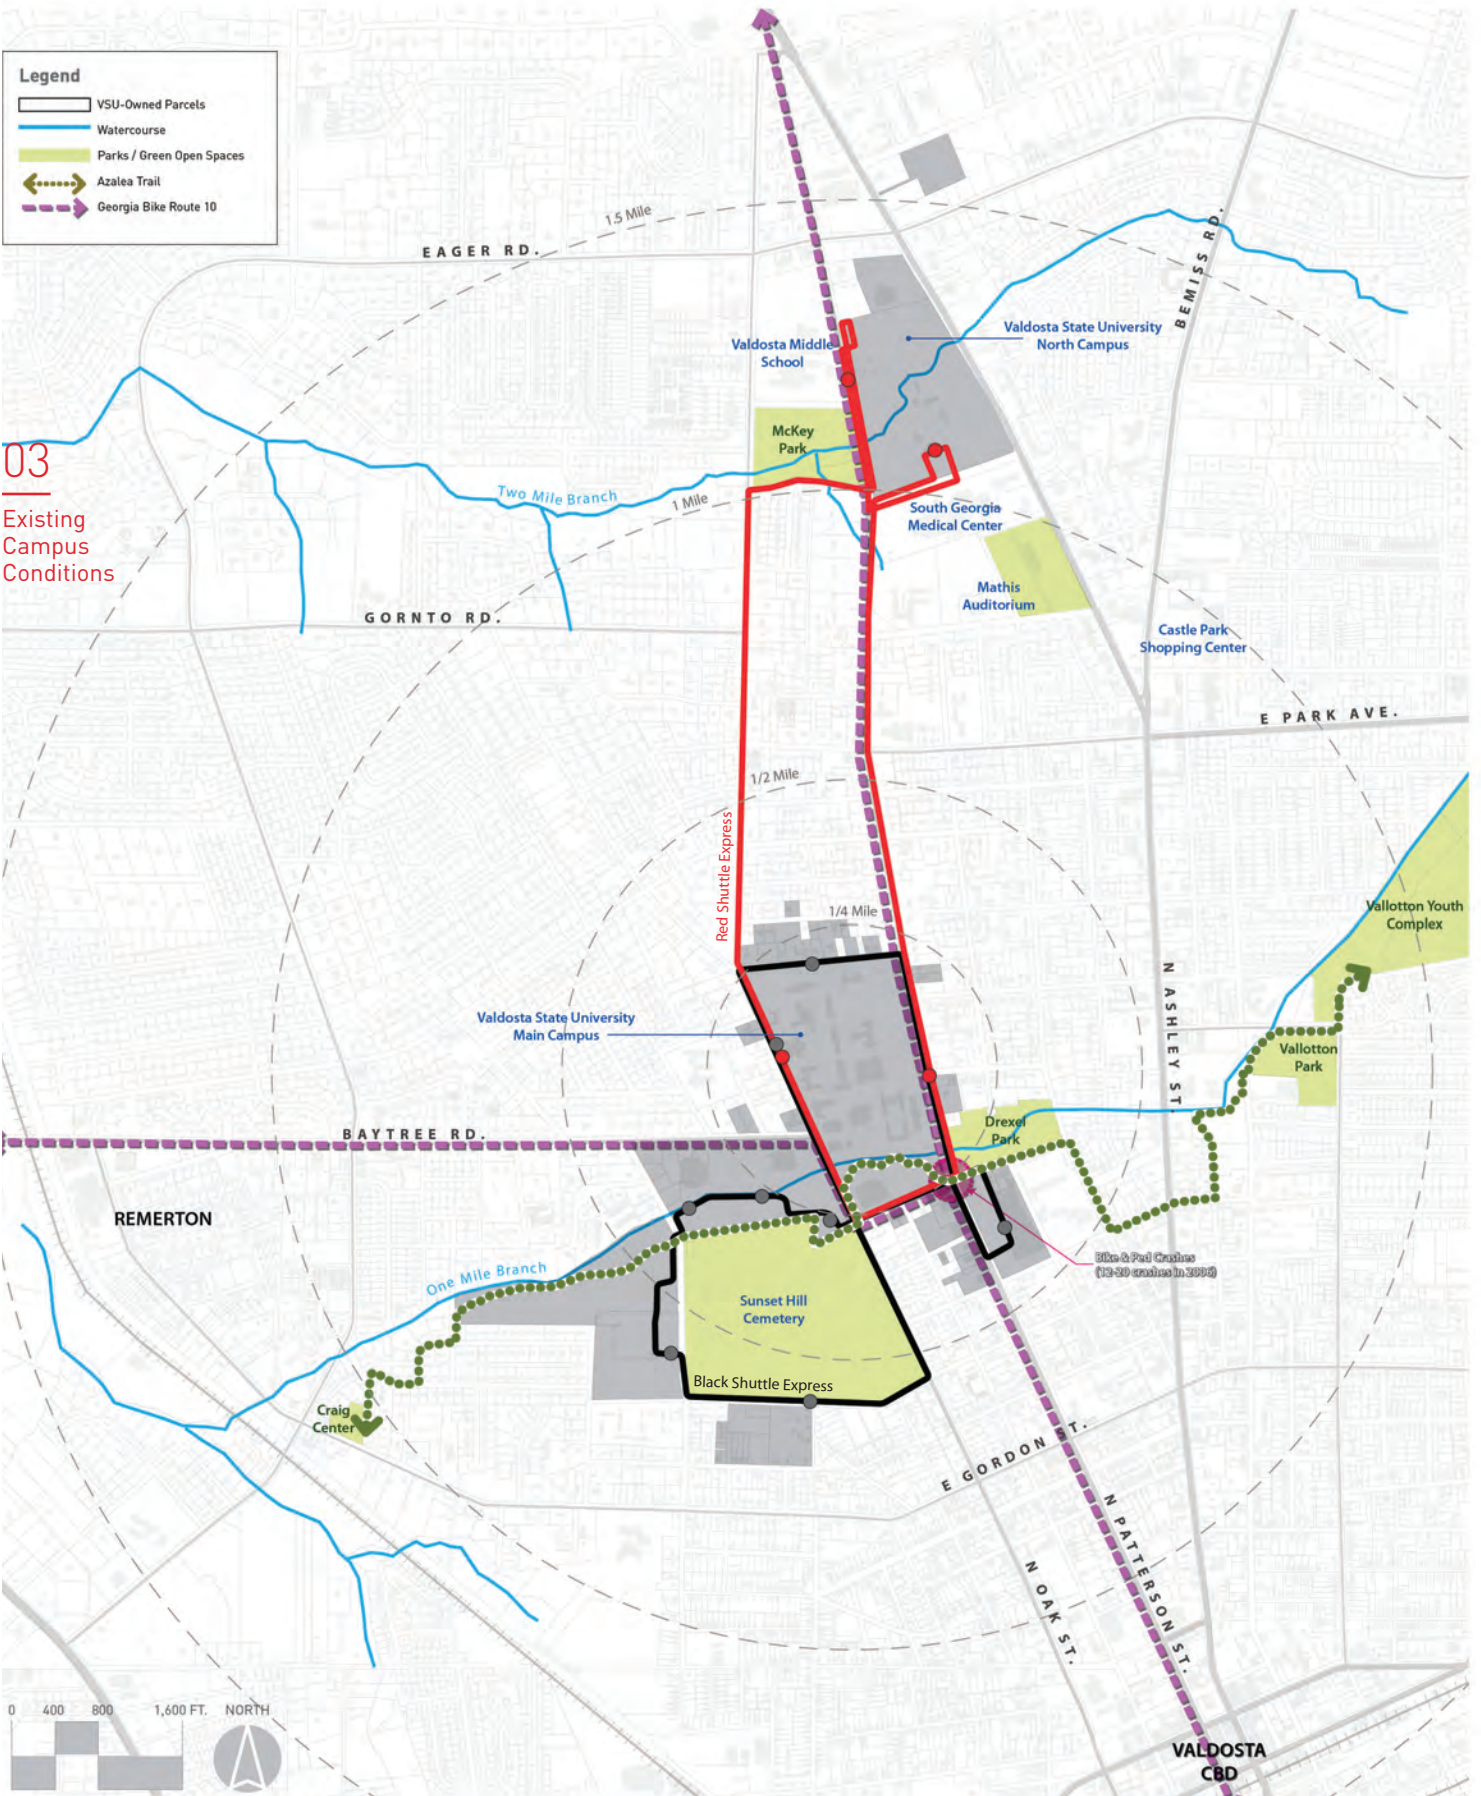 Legend
VSU-Owned Parcels
Watercourse
Parks / Green Open Spaces
Azalea Trail
Georgia Bike Route 10
1.5 Mile
EAGER RD.
BEMISS RD.
Valdosta Middle
School
Valdosta State University
North Campus
McKey
Park
03
Existing
Campus
Conditions
Two Mile Branch
1 Mile
South Georgia
Medical Center
Mathis
Auditorium
GORNTO RD.
Castle Park
Shopping Center
E PARK AVE.
1/2 Mile
Red Shuttle Express
1/4 Mile
Vallotton Youth
Complex
N ASHLEY ST.
Valdosta State University
Main Campus
Vallotton
Park
Drexel
Park
BAYTREE RD.
REMERTON
Bike & Ped Crashes
(12-20 crashes in 2006)
One Mile Branch
Sunset Hill
Cemetery
Black Shuttle Express
Craig
Center
E GORDON ST.
N PATTERSON ST.
N OAK ST.
0 400 800 1,600 FT. NORTH
VALDOSTA
CBD